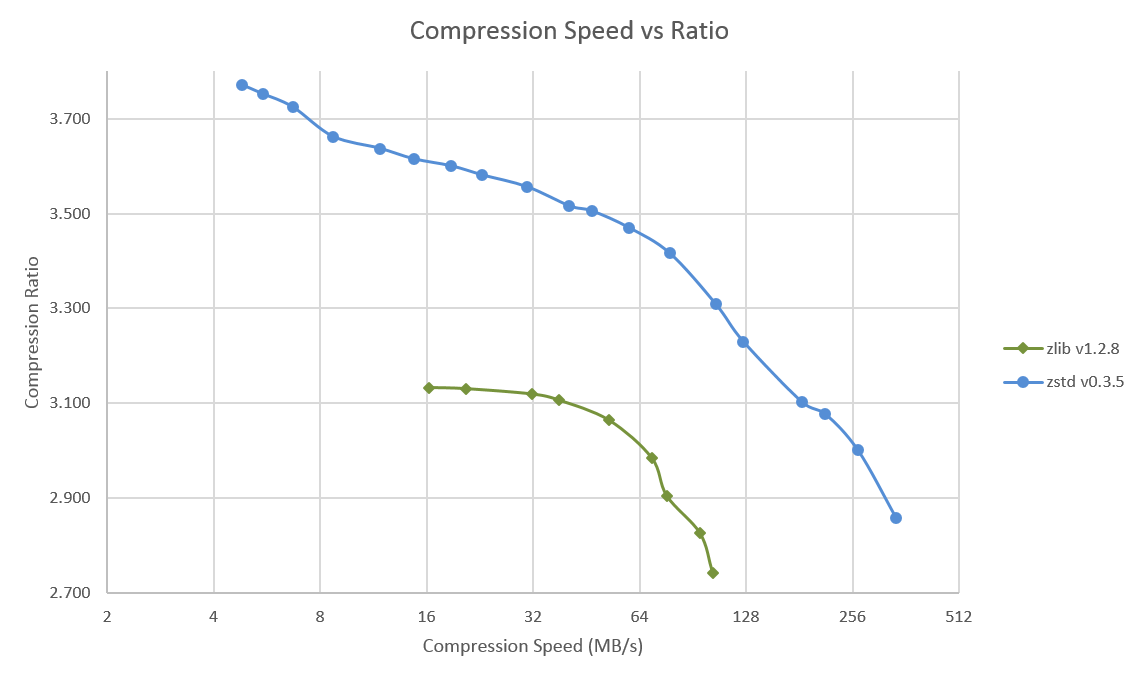 Compression Speed vs Ratio
3.700
3.500
3.300
3.100
2.900
2.700
Compression Ratio
2 4 8 16 32 64 128 256 512
Compression Speed (MB/s)
zlib v1.2.8
zstd v0.3.5